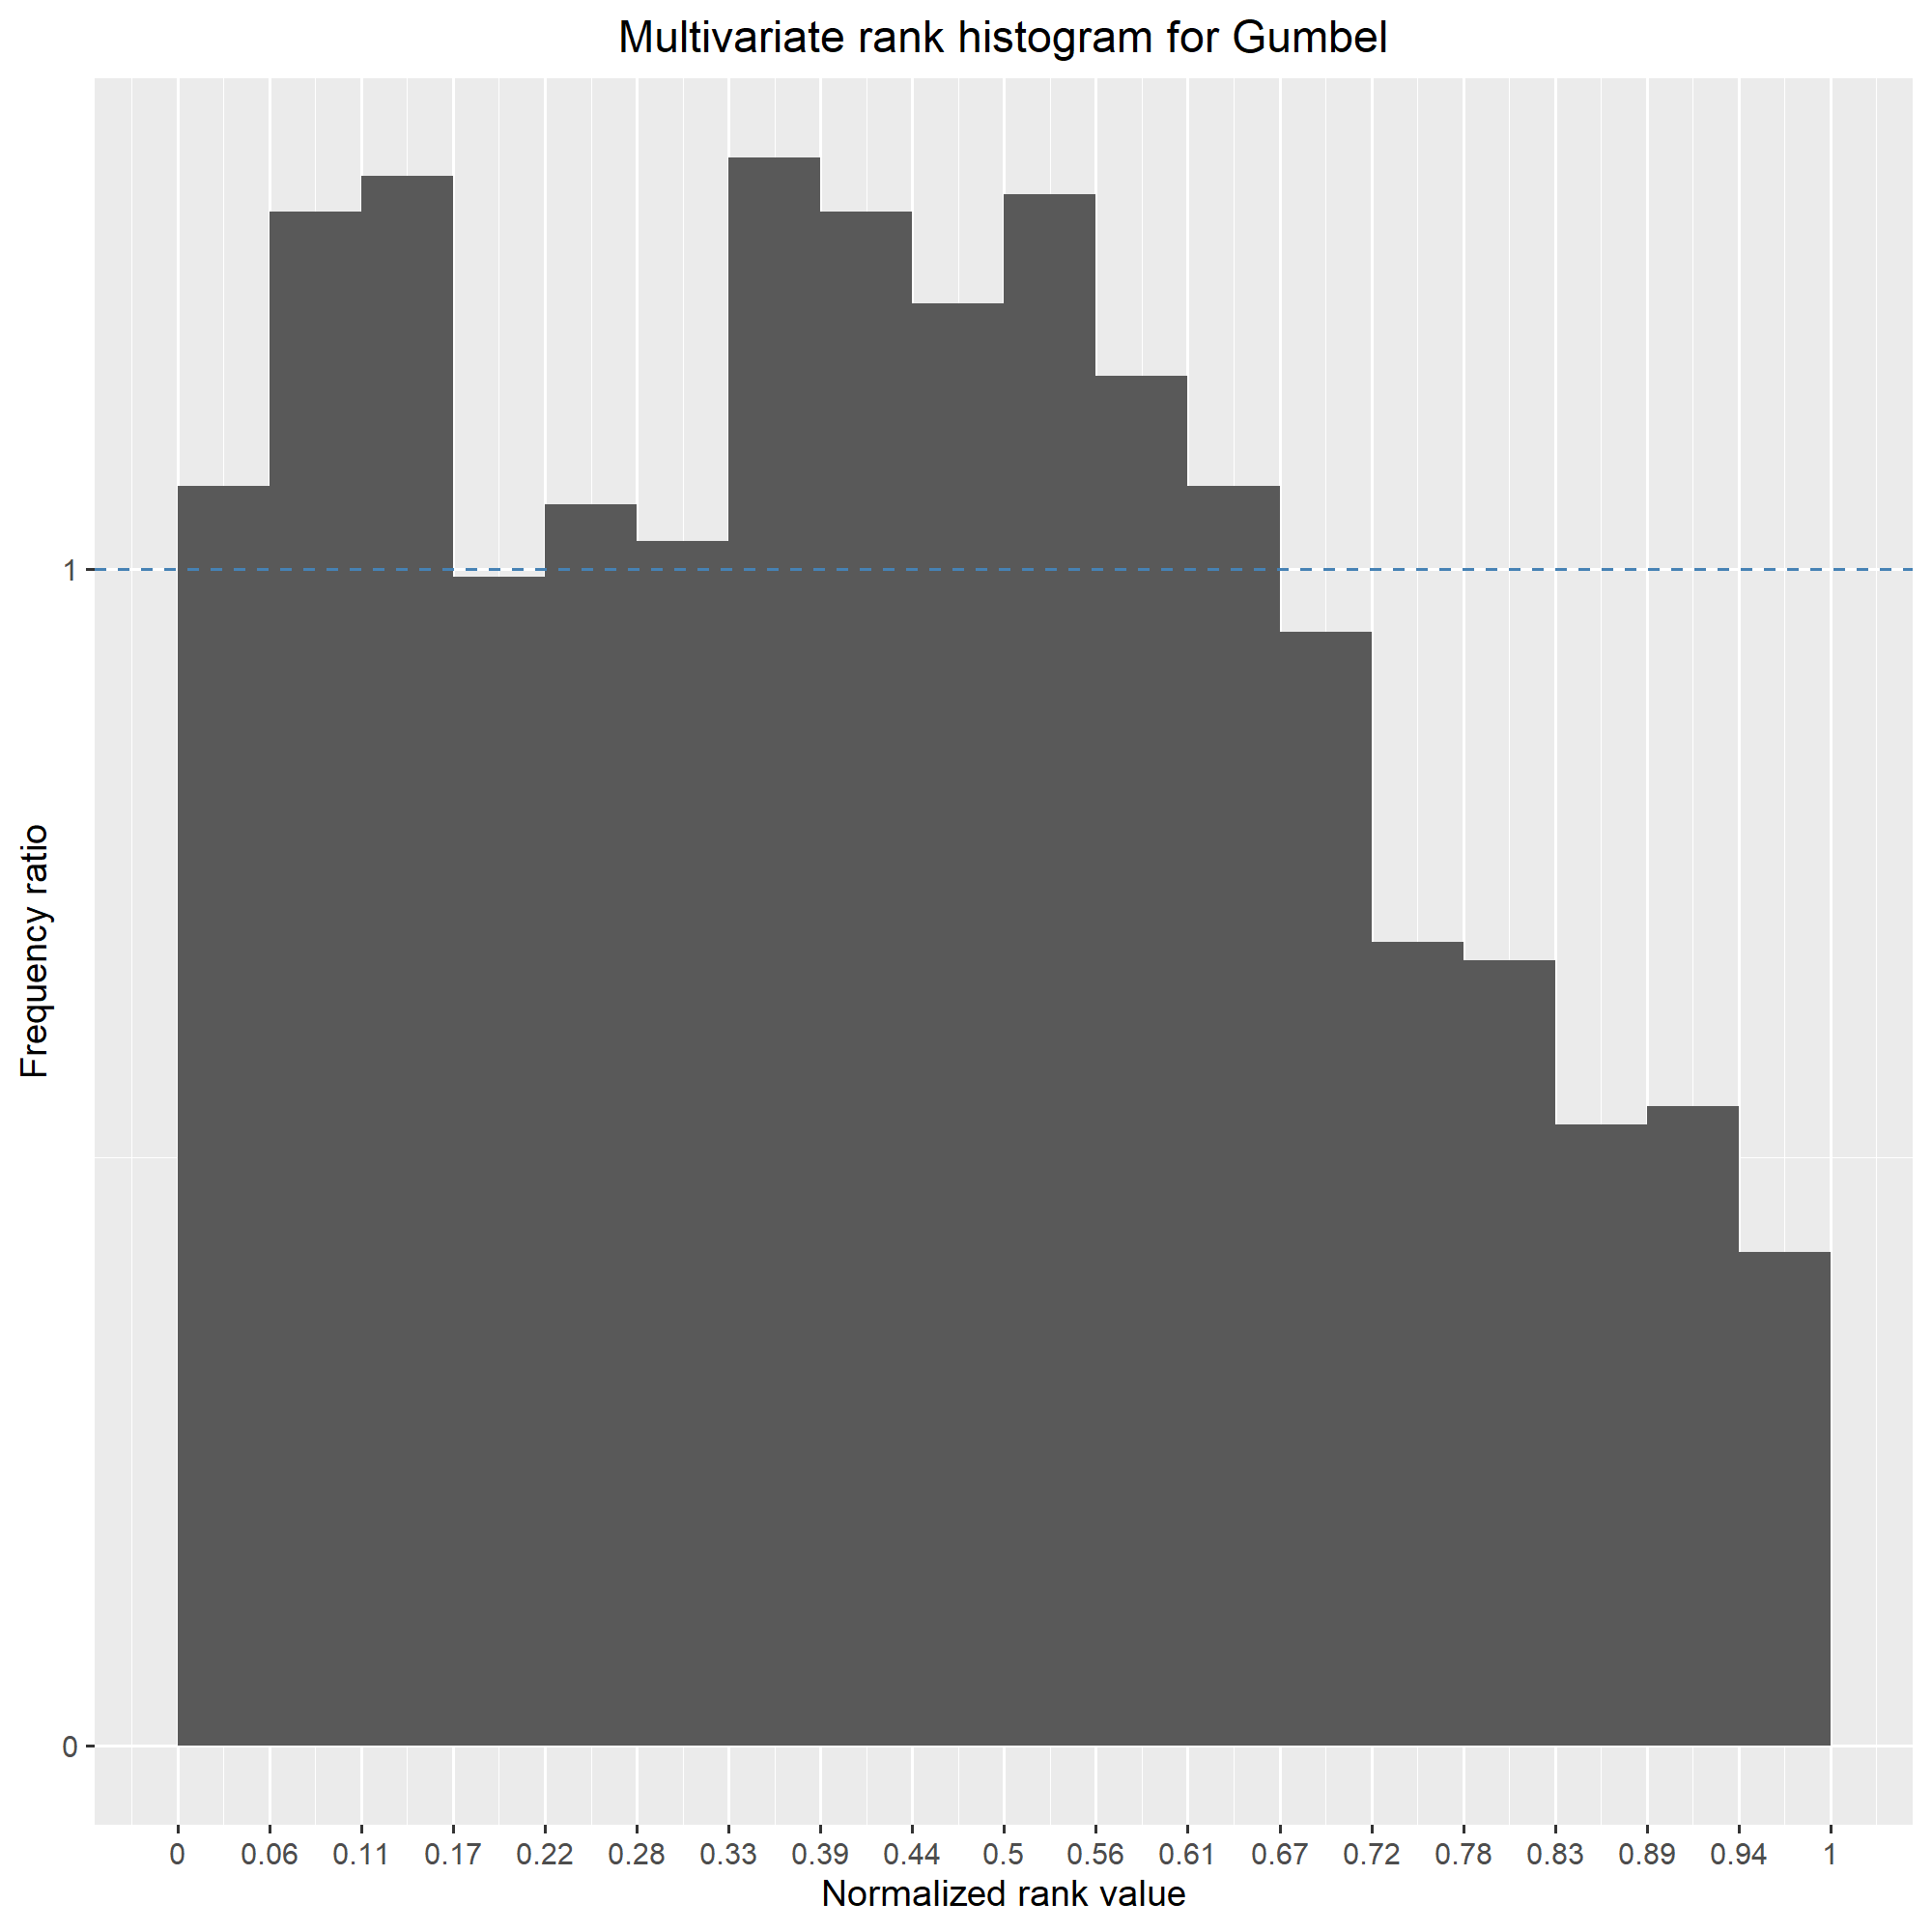 Multivariate rank histogram for Gumbel
Frequency ratio
1
0
0 0.06 0.11 0.17 0.22 0.28 0.33 0.39 0.44 0.5 0.56 0.61 0.67 0.72 0.78 0.83 0.89 0.94 1
Normalized rank value